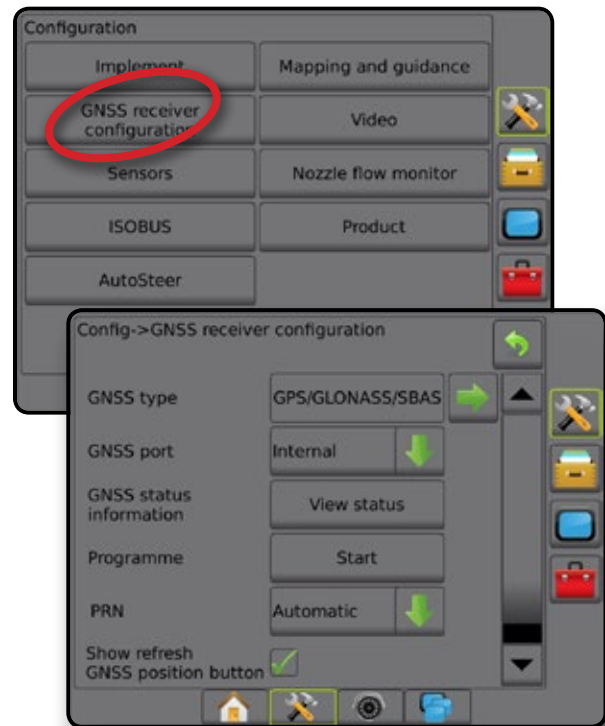 Configuration
Implement
Mapping and guidance
GNSS receiver
configuration
Video
Sensors
Nozzle flow monitor
ISOBUS
Product
AutoSteer
Config->GNSS receiver configuration
GNSS type
GPS/GLONASS/SBAS
GNSS port
Internal
GNSS status
information
View status
Programme
Start
PRN
Automatic
Show refresh
GNSS position button